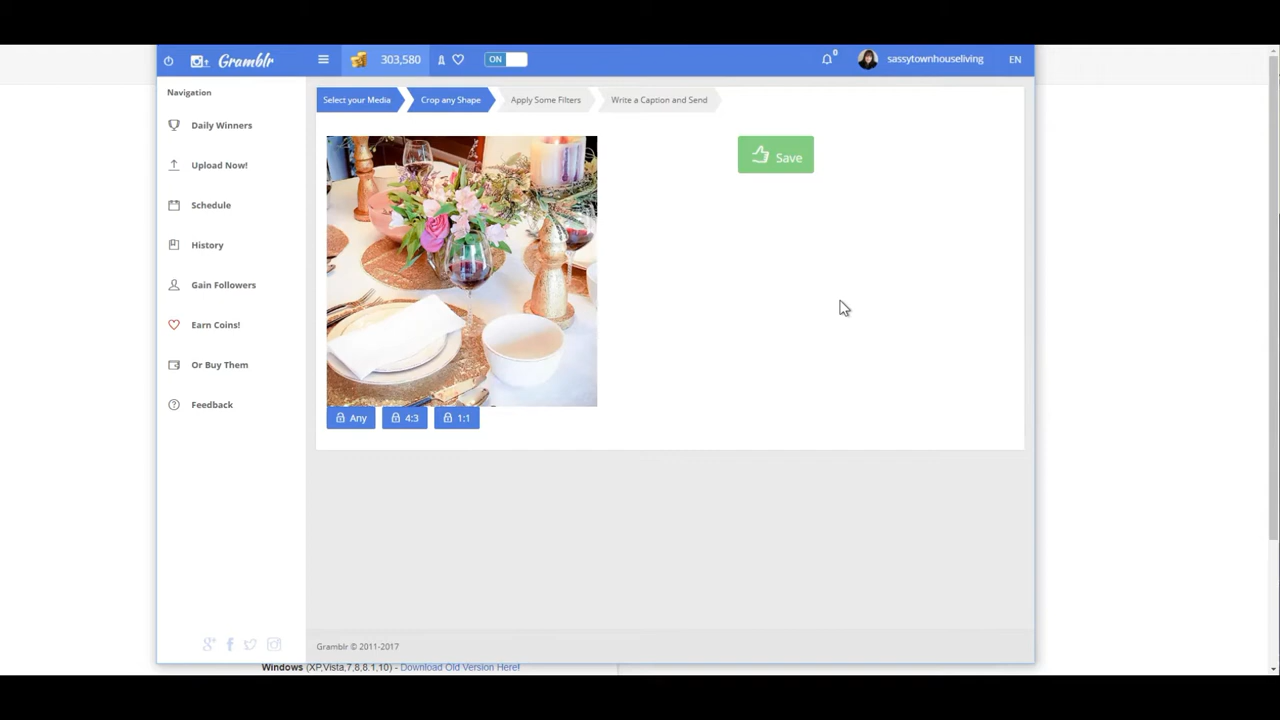 Gramblr
303,580
ON
0
sassytownhouseliving
EN
Navigation
Daily Winners
Upload Now!
Schedule
History
Gain Followers
Earn Coins!
Or Buy Them
Feedback
Select your Media
Crop any Shape
Apply Some Filters
Write a Caption and Send
Save
Any
4:3
1:1
Gramblr © 2011-2017
Windows (XP,Vista,7,8,8.1,10) - Download Old Version Here!